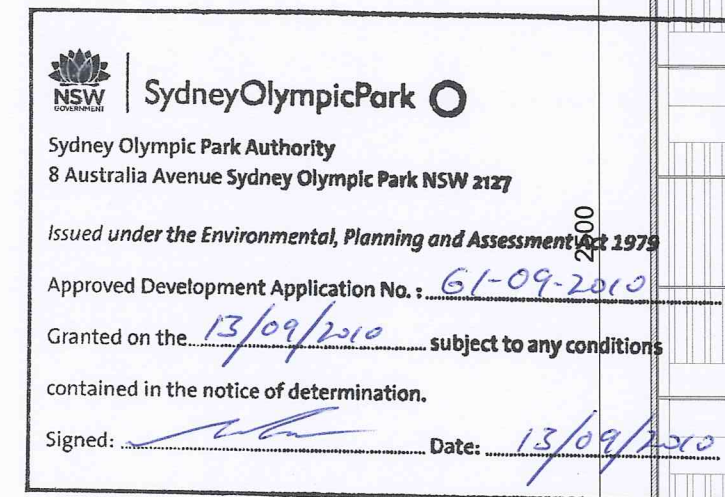 NSW
GOVERNMENT
SydneyOlympicPark
Sydney Olympic Park Authority
8 Australia Avenue Sydney Olympic Park NSW 2127
Issued under the Environmental, Planning and Assessment Act 1979
2500
Approved Development Application No. : 61-09-2010
Granted on the 13/09/2010 subject to any conditions
contained in the notice of determination.
Signed: Date: 13/09/2010